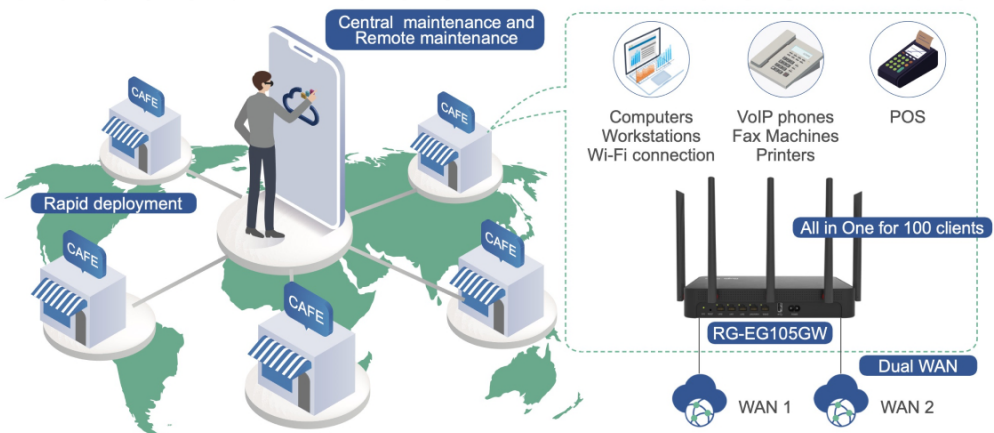 Central maintenance and
Remote maintenance
CAFE
CAFE
Rapid deployment
CAFE
CAFE
CAFE
Computers
Workstations
Wi-Fi connection
VoIP phones
Fax Machines
Printers
POS
All in One for 100 clients
RG-EG105GW
Dual WAN
WAN 1
WAN 2